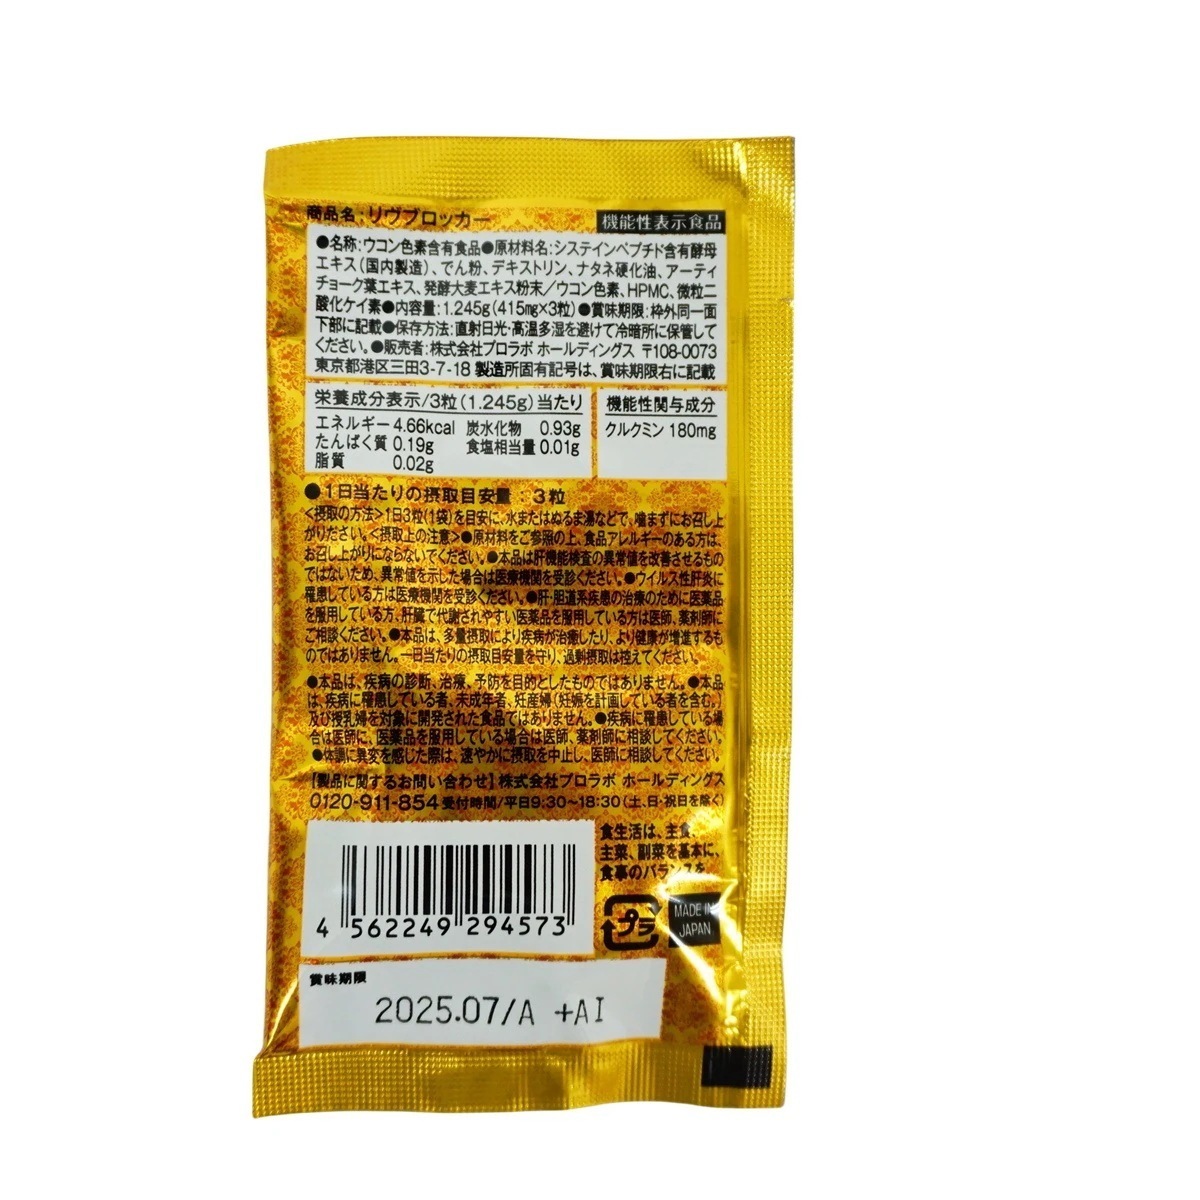 商品名：リヴブロッカー
機能性表示食品
●名称:ウコン色素含有食品●原材料名:システインペプチド含有酵母
エキス(国内製造)、でん粉、デキストリン、ナタネ硬化油、アーティ
チョーク葉エキス、発酵大麦エキス粉末／ウコン色素、HPMC、微粒二
酸化ケイ素●内容量:1.245g(415mg×3粒)●賞味期限:枠外同一面
下部に記載●保存方法:直射日光・高温多湿を避けて冷暗所に保管して
ください。●販売者:株式会社プロラボ ホールディングス 〒108-0073
東京都港区三田3-7-18 製造所固有記号は、賞味期限右に記載
栄養成分表示/3粒(1.245g)当たり
エネルギー 4.66kcal 炭水化物 0.93g
たんぱく質 0.19g 食塩相当量 0.01g
脂質 0.02g
機能性関与成分
クルクミン 180mg
●1日当たりの摂取目安量：3粒
＜摂取の方法＞1日3粒(1袋)を目安に、水またはぬるま湯などで、噛まずにお召し上
がりください。＜摂取上の注意＞●原材料をご参照の上、食品アレルギーのある方は、
お召し上がりにならないでください。●本品は肝機能検査の異常値を改善させるもの
ではないため、異常値を示した場合は医療機関を受診ください。●ウイルス性肝炎に
罹患している方は医療機関を受診ください。●肝・胆道系疾患の治療のために医薬品
を服用している方、肝臓で代謝されやすい医薬品を服用している方は医師、薬剤師に
ご相談ください。●本品は、多量摂取により疾病が治癒したり、より健康が増進するも
のではありません。一日当たりの摂取目安量を守り、過剰摂取は控えてください。
●本品は、疾病の診断、治療、予防を目的としたものではありません。●本品
は、疾病に罹患している者、未成年者、妊産婦(妊娠を計画している者を含む。)
及び授乳婦を対象に開発された食品ではありません。●疾病に罹患している場
合は医師に、医薬品を服用している場合は医師、薬剤師に相談してください。
●体調に異変を感じた際は、速やかに摂取を中止し、医師に相談してください。
【製品に関するお問い合わせ】株式会社プロラボ ホールディングス
0120-911-854 受付時間/平日9:30～18:30(土、日・祝日を除く)
食生活は、主食、
主菜、副菜を基本に、
食事のバランスを。
4 562249 294573
プラ
MADE IN
JAPAN
賞味期限
2025.07/A +AI